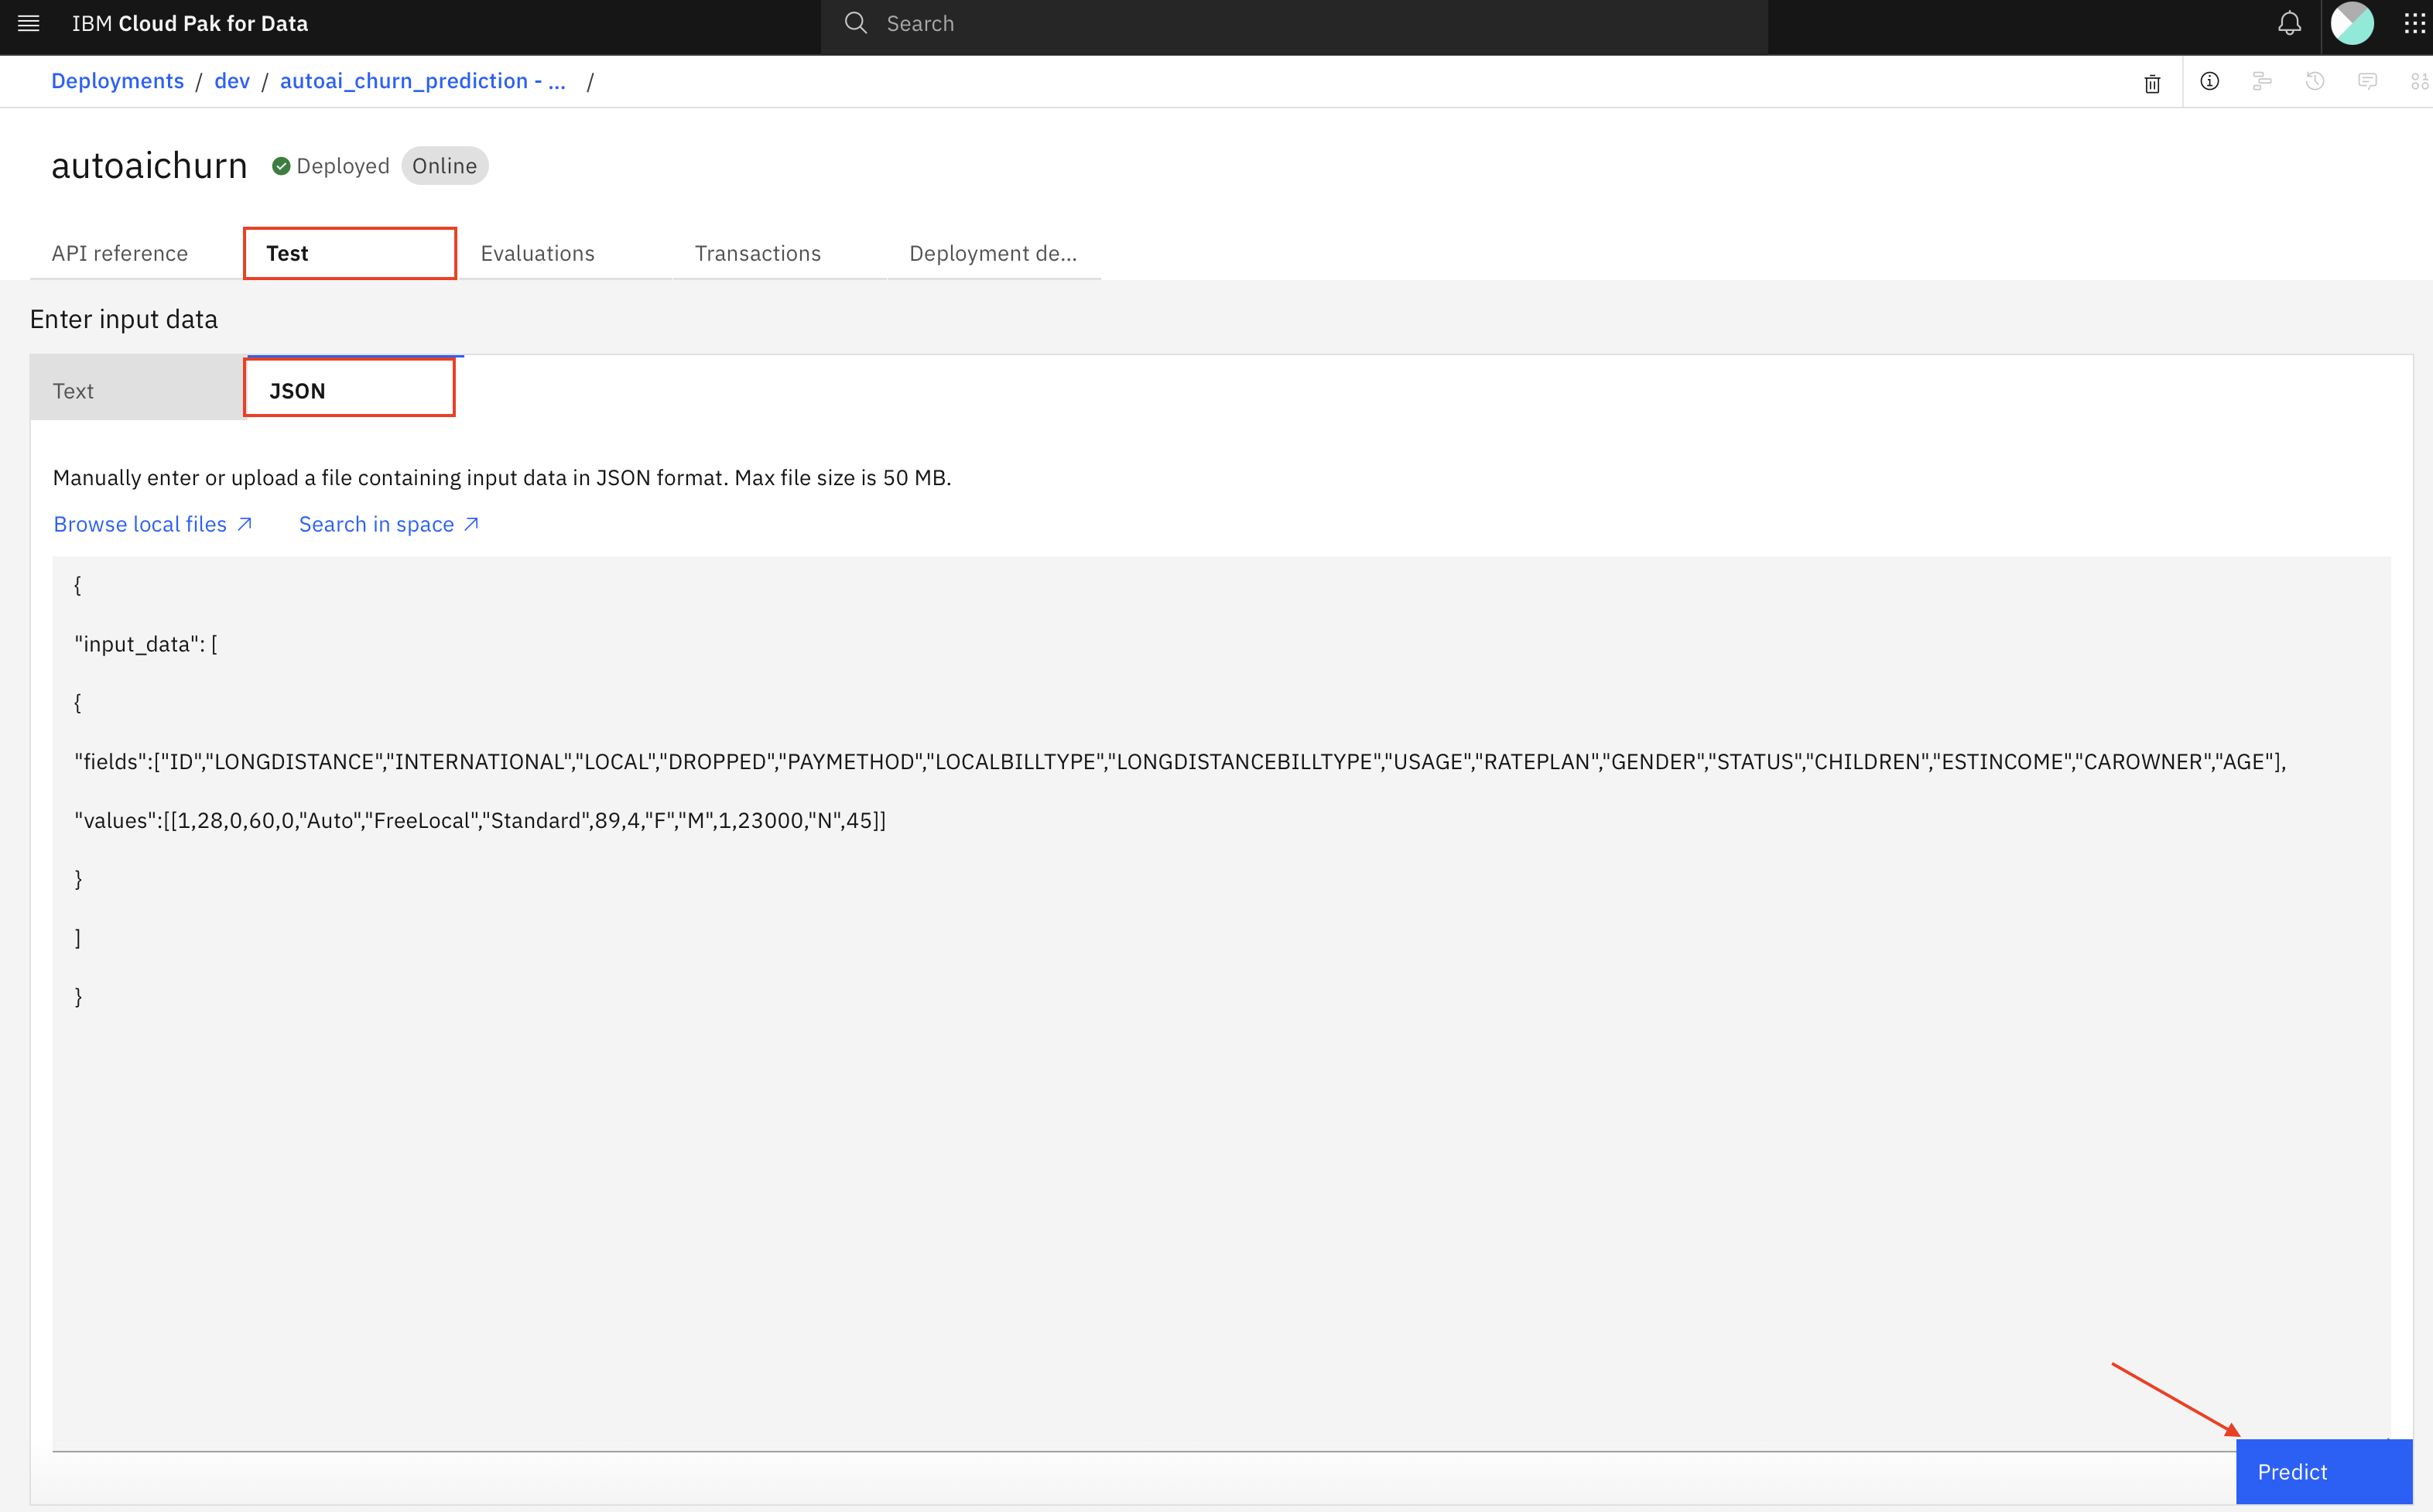 IBM Cloud Pak for Data
Search
Deployments / dev / autoai_churn_prediction - ... /
autoaichurn Deployed Online
API reference Test Evaluations Transactions Deployment de...
Enter input data
Text JSON
Manually enter or upload a file containing input data in JSON format. Max file size is 50 MB.
Browse local files Search in space
{
"input_data": [
{
"fields":["ID","LONGDISTANCE","INTERNATIONAL","LOCAL","DROPPED","PAYMETHOD","LOCALBILLTYPE","LONGDISTANCEBILLTYPE","USAGE","RATEPLAN","GENDER","STATUS","CHILDREN","ESTINCOME","CAROWNER","AGE"],
"values":[[1,28,0,60,0,"Auto","FreeLocal","Standard",89,4,"F","M",1,23000,"N",45]]
}
]
}
Predict